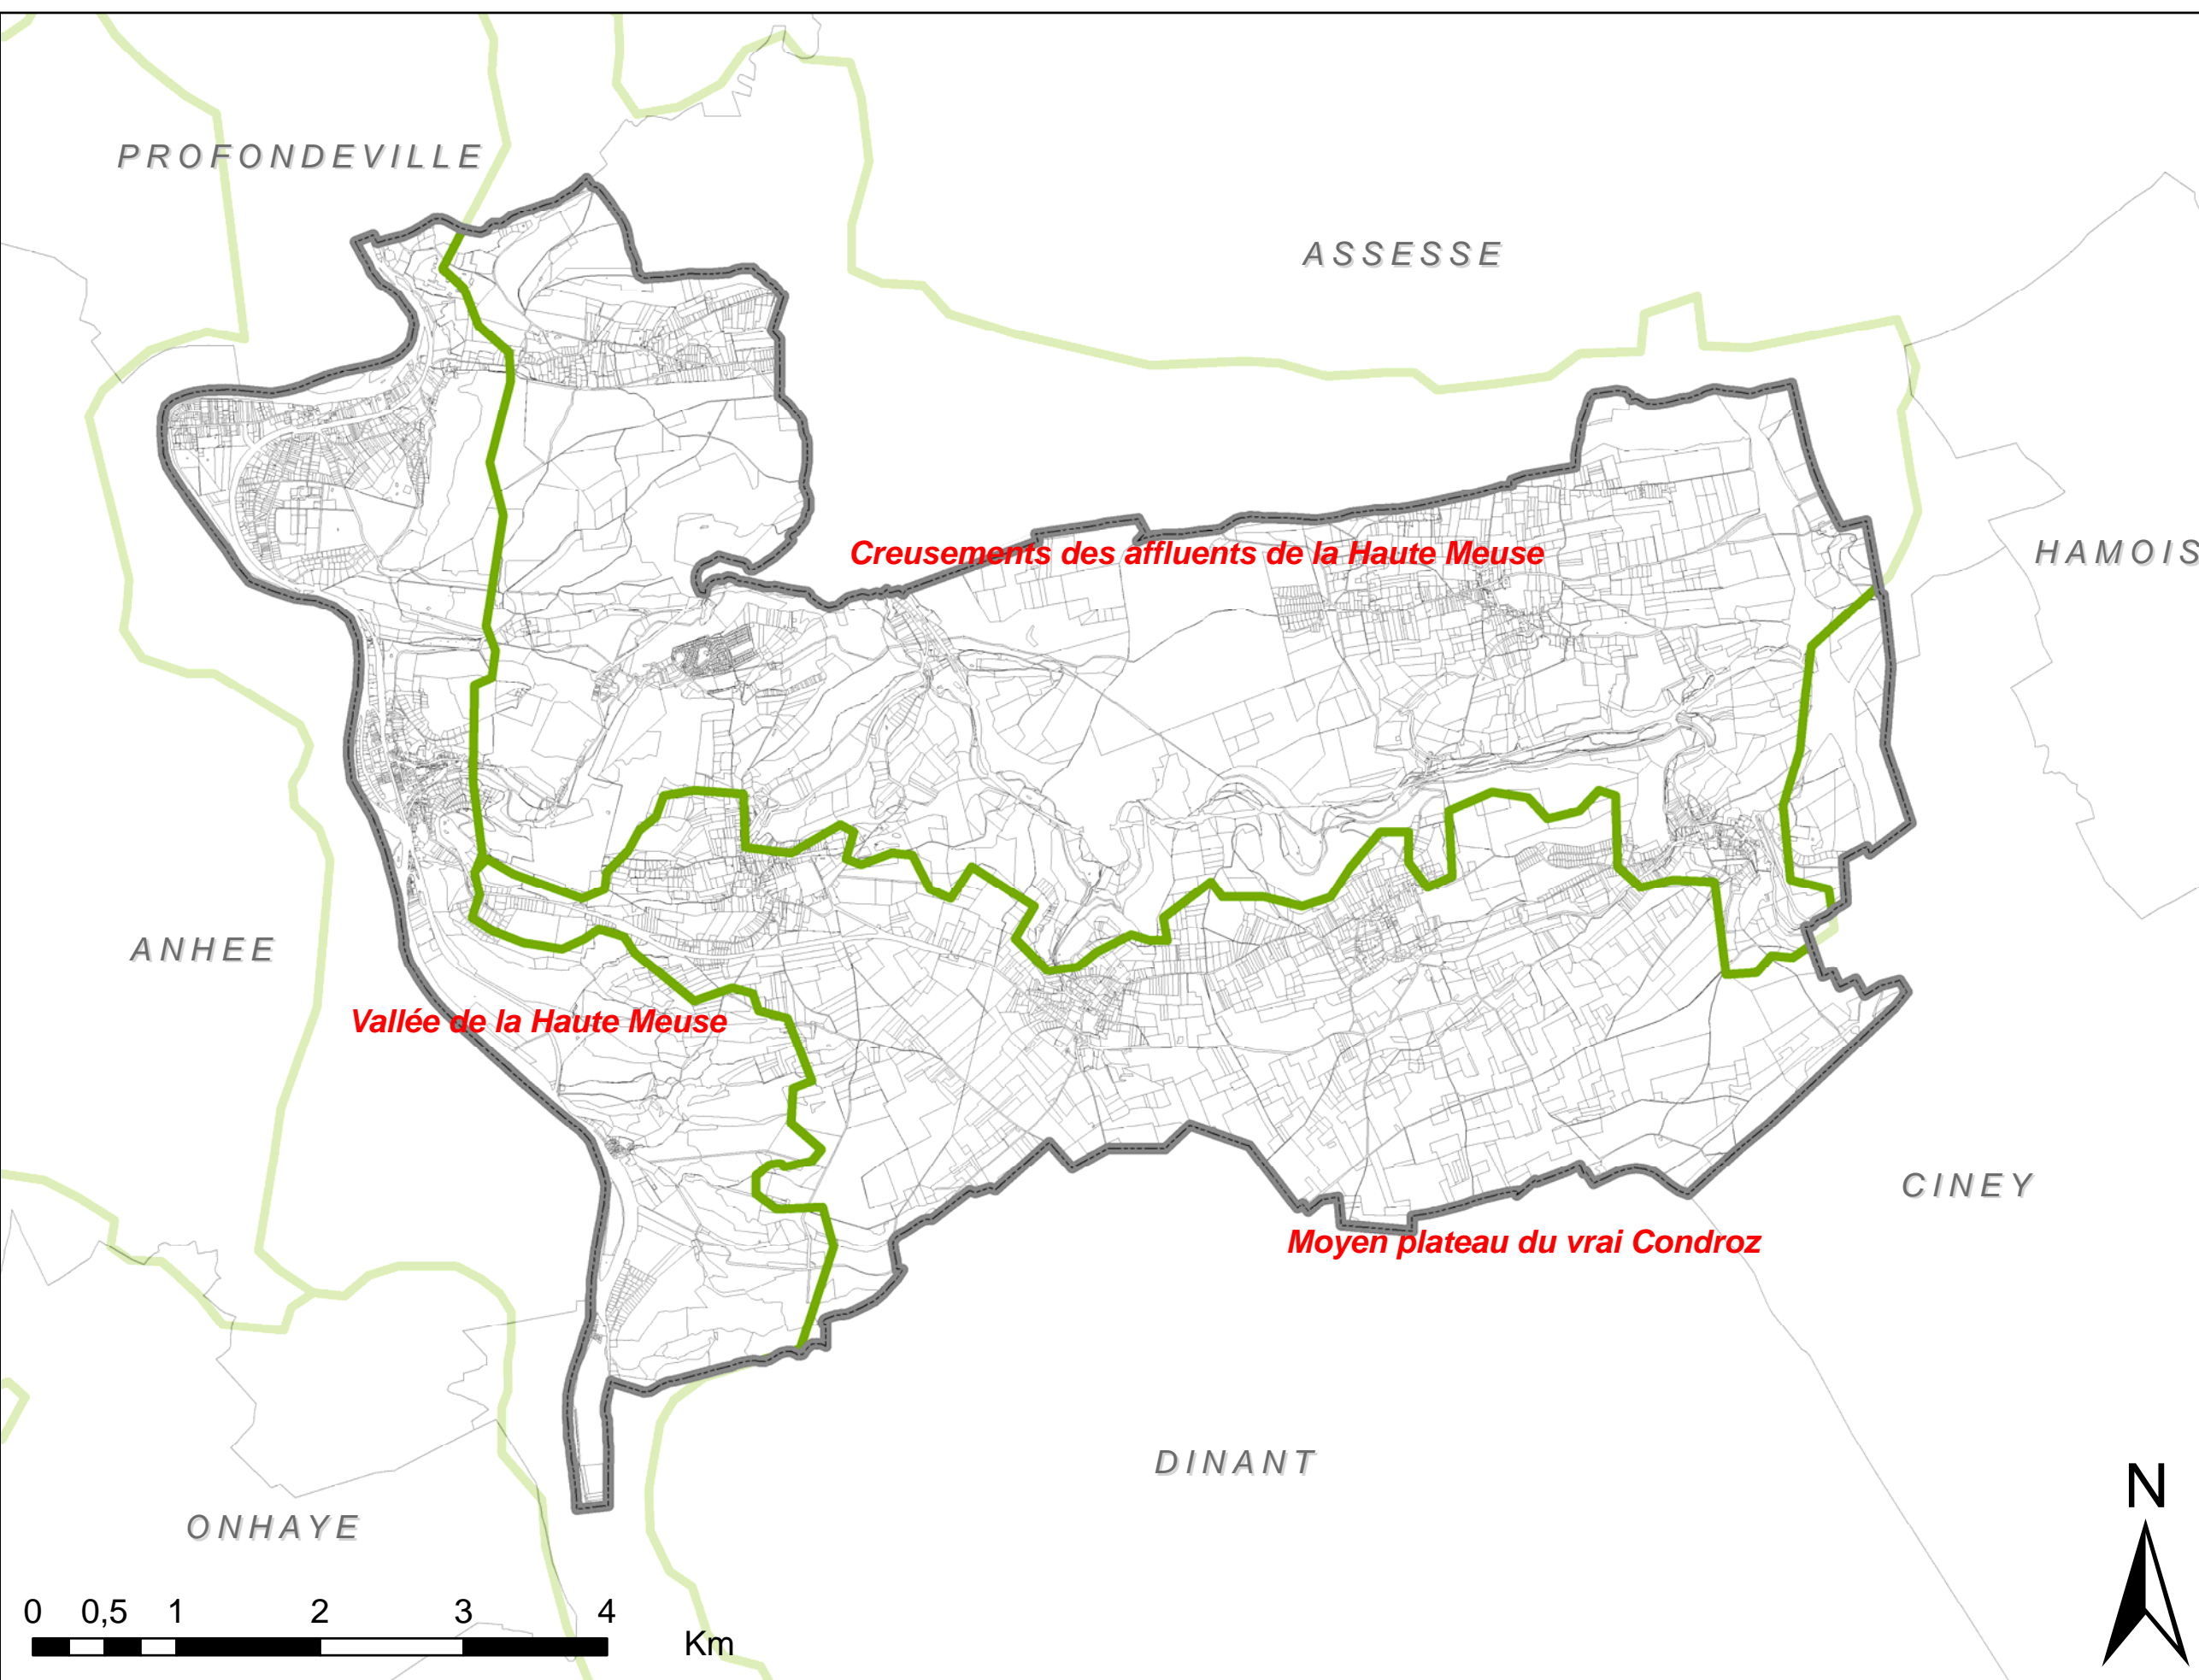 PROFONDEVILLE
ASSESSE
HAMOIS
Creusements des affluents de la Haute Meuse
ANHEE
Vallée de la Haute Meuse
CINEY
Moyen plateau du vrai Condroz
DINANT
N
ONHAYE
0 0,5 1 2 3 4
Km